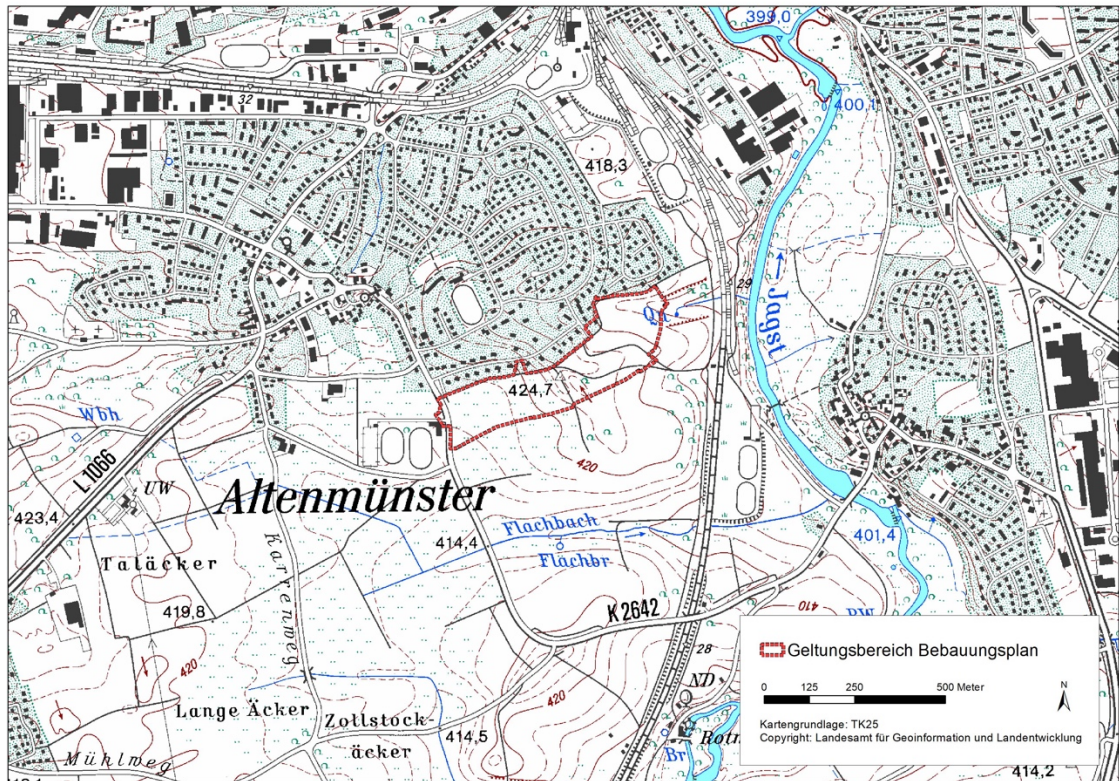 399,0
32
400,1
418,3
29
Jagst
Qu
424,7
Wbh
L 1066
420
UW
Altenmünster
423,4
Flachbach
414,4
401,4
Karrenweg
Taläcker
Flachbr
419,8
K 2642
410
PW
28
420
420
ND
Lange Äcker
Zollstock-
äcker
414,5
Br
Mühlweg
414,2
Geltungsbereich Bebauungsplan
0 125 250 500 Meter
N
Kartengrundlage: TK25
Copyright: Landesamt für Geoinformation und Landentwicklung